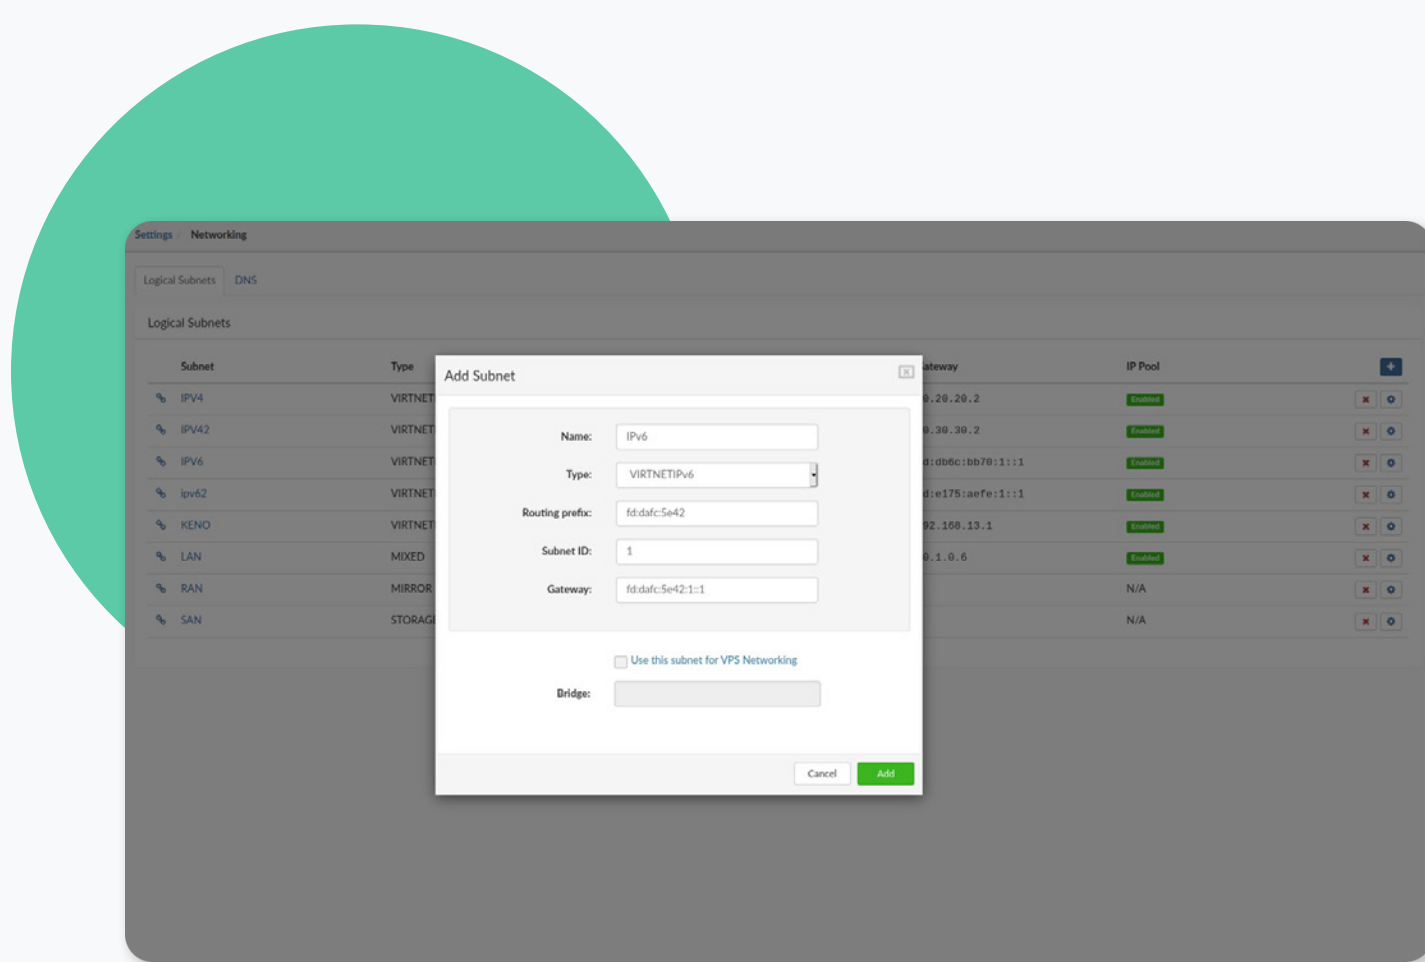 Settings / Networking
Logical Subnets DNS
Logical Subnets
Subnet Type ateway IP Pool
IPV4 VIRTNET 0.20.20.2 Enabled
IPV42 VIRTNET 0.30.30.2 Enabled
IPV6 VIRTNET d:db6c:bb70:1::1 Enabled
ipv62 VIRTNET d:e175:aefe:1::1 Enabled
KENO VIRTNET 92.168.13.1 Enabled
LAN MIXED 0.1.0.6 Enabled
RAN MIRROR N/A
SAN STORAGE N/A
Add Subnet
Name: IPv6
Type: VIRTNETIPv6
Routing prefix: fd:dafc:5e42
Subnet ID: 1
Gateway: fd:dafc:5e42:1::1
Use this subnet for VPS Networking
Bridge:
Cancel Add